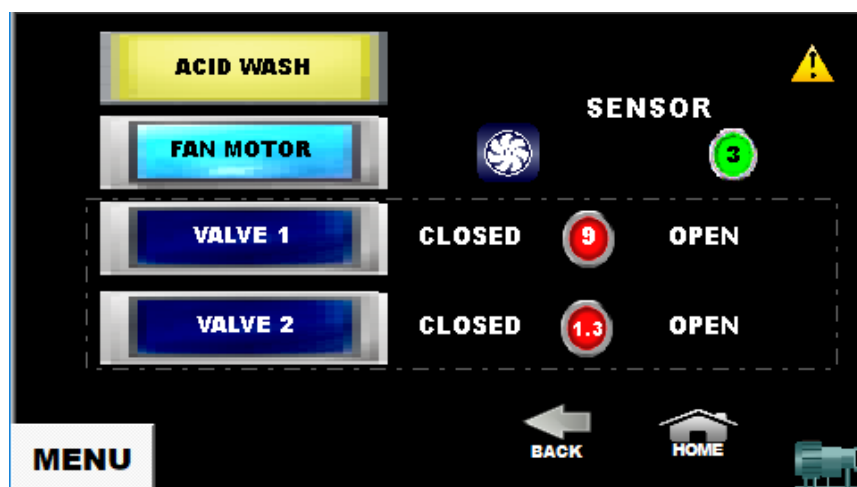 ACID WASH
SENSOR
FAN MOTOR 3
VALVE 1 CLOSED 9 OPEN
VALVE 2 CLOSED 1.3 OPEN
MENU BACK HOME